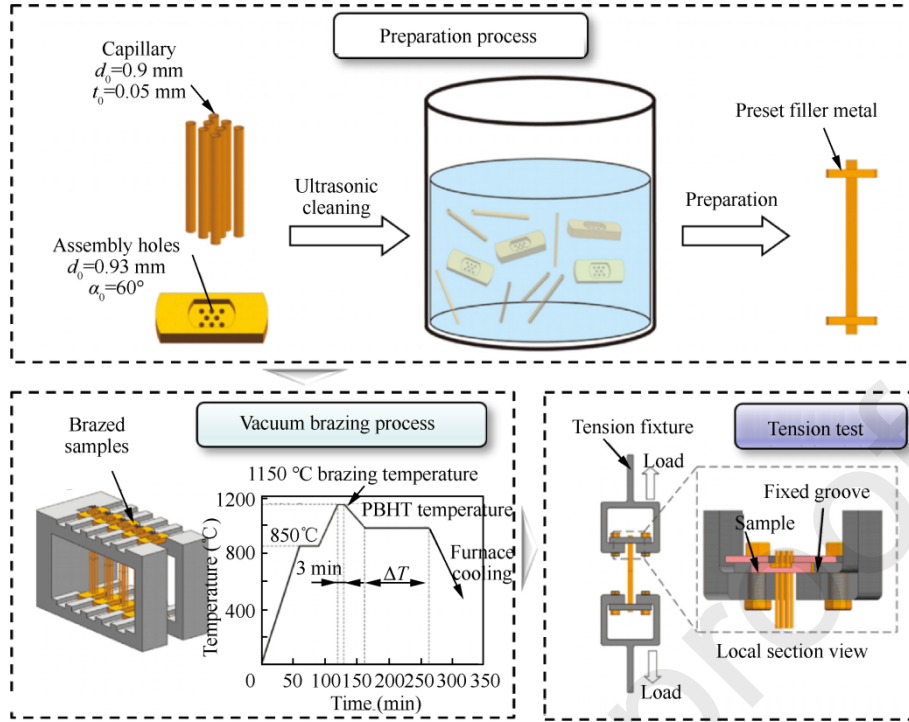 Preparation process
Capillary
d₀=0.9 mm
t₀=0.05 mm
Assembly holes
d₀=0.93 mm
α₀=60°
Ultrasonic
cleaning
Preparation
Preset filler metal
Vacuum brazing process
Brazed
samples
1150 °C brazing temperature
PBHT temperature
850℃
3 min
ΔT
Furnace
cooling
Temperature (°C)
1200
800
400
0
50 100 150 200 250 300 350
Time (min)
Tension test
Tension fixture
Load
Fixed groove
Sample
Local section view
Load
proof